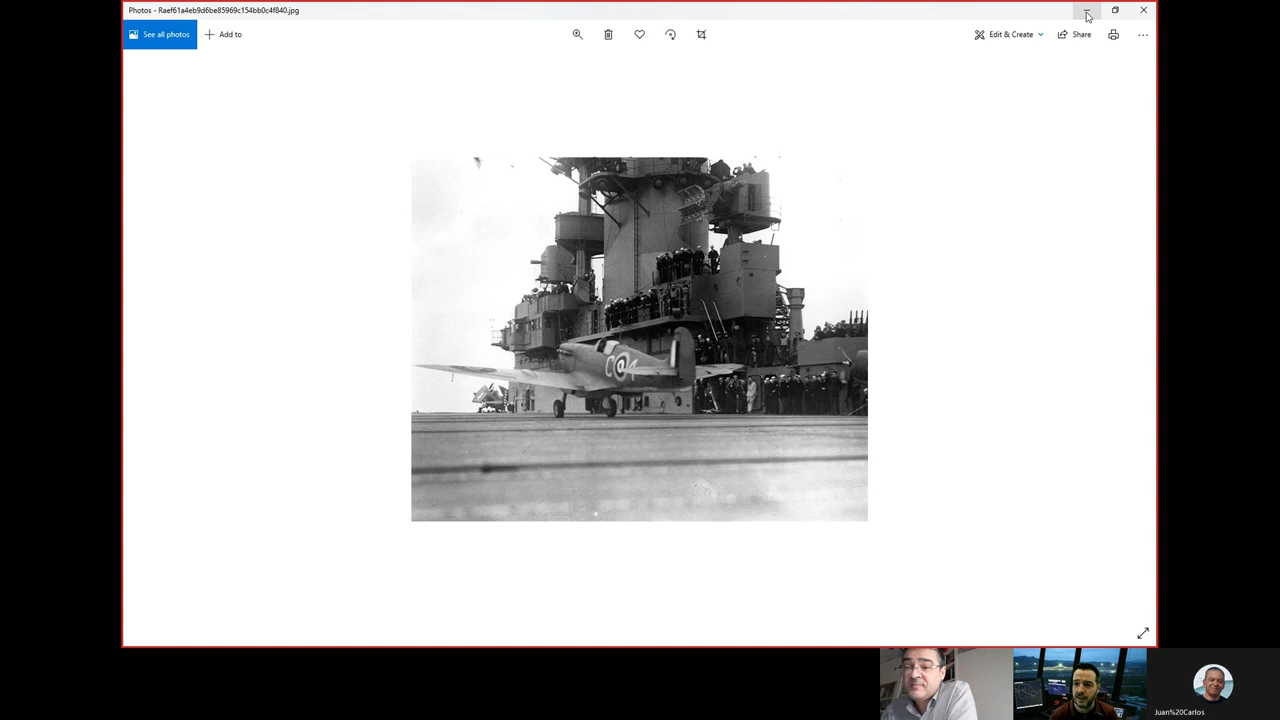 Photos - Raef61a4eb9d6be85969c154bb0c4f840.jpg
See all photos
Add to
Edit & Create
Share
Juan%20Carlos